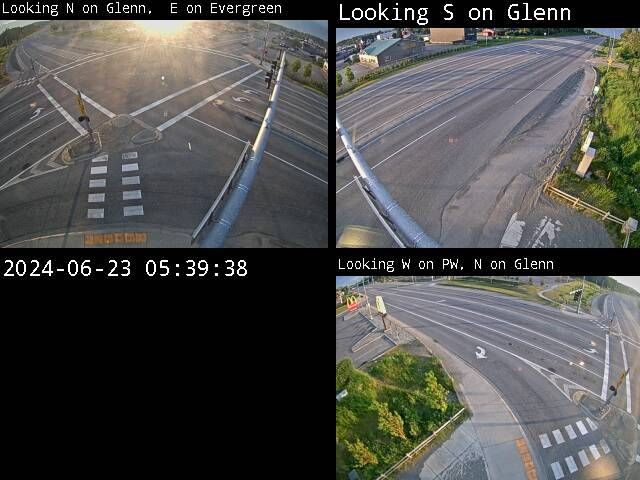 Looking N on Glenn,  E on Evergreen
Looking S on Glenn
2024-06-23 05:39:38
Looking W on PW, N on Glenn